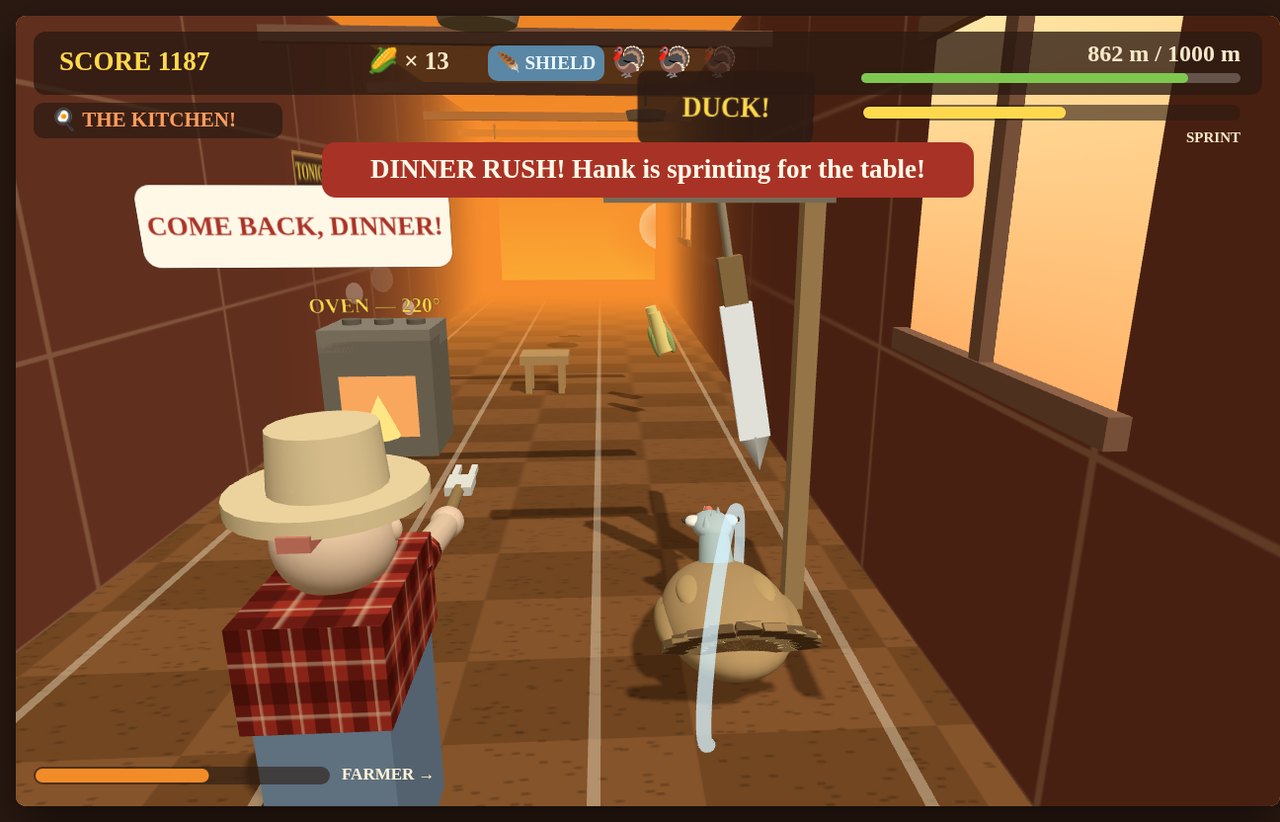 SCORE 1187
× 13
SHIELD
862 m / 1000 m
THE KITCHEN!
DUCK!
SPRINT
DINNER RUSH! Hank is sprinting for the table!
COME BACK, DINNER!
OVEN — 220°
FARMER →